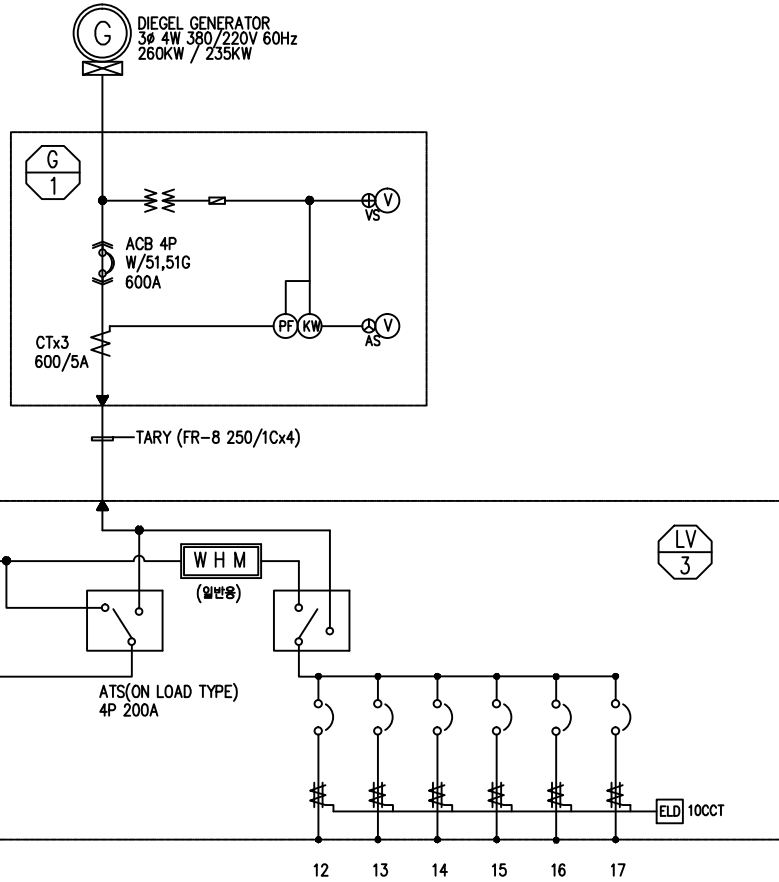 G
DIEGEL GENERATOR
3ø 4W 380/220V 60Hz
260KW / 235KW
G
1
V
VS
ACB 4P
W/51,51G
600A
PF
KW
V
AS
CTx3
600/5A
TARY (FR-8 250/1Cx4)
LV
3
W H M
(일반용)
ATS(ON LOAD TYPE)
4P 200A
ELD 10CCT
12 13 14 15 16 17